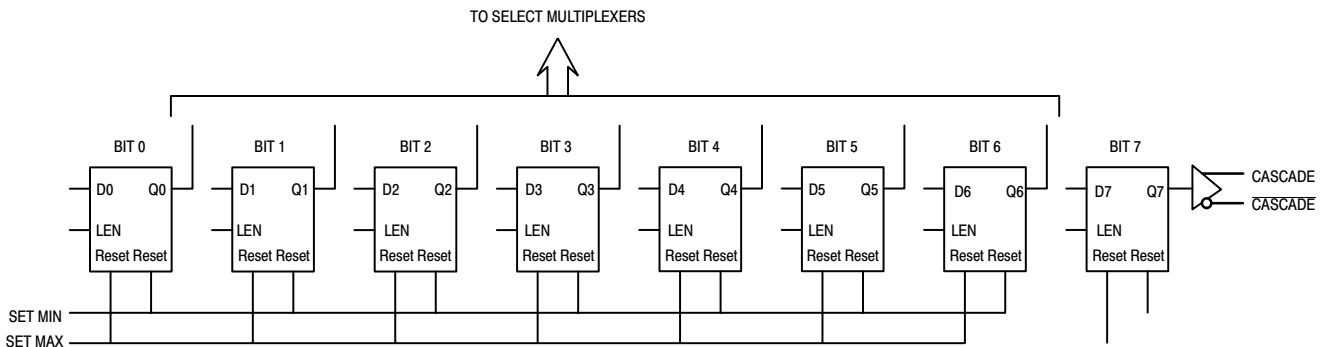 TO SELECT MULTIPLEXERS
BIT 0 BIT 1 BIT 2 BIT 3 BIT 4 BIT 5 BIT 6 BIT 7
D0 Q0 D1 Q1 D2 Q2 D3 Q3 D4 Q4 D5 Q5 D6 Q6 D7 Q7 CASCADE
CASCADE
LEN LEN LEN LEN LEN LEN LEN LEN
Reset Reset Reset Reset Reset Reset Reset Reset Reset Reset Reset Reset Reset Reset Reset Reset
SET MIN
SET MAX